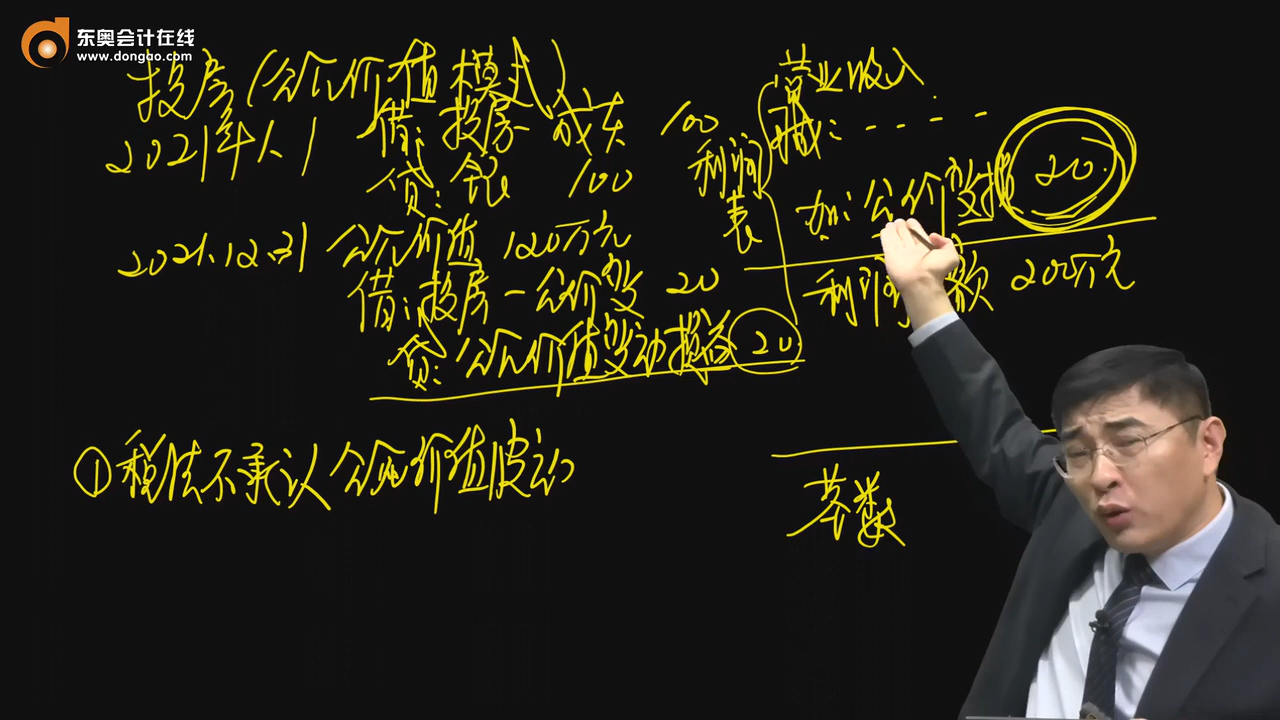 东奥会计在线
www.dongao.com
投房(公允价值模式)
2021年1.1 借:投房—成本 100
贷:银 100
2021.12.31 公允价值 120万元
借:投房—公价变 20
贷:公允价值变动损益 20
①税法不承认公允价值波动
利润表
营业收入
减:----
加:公价变损 20
利润 额 200万元
基数